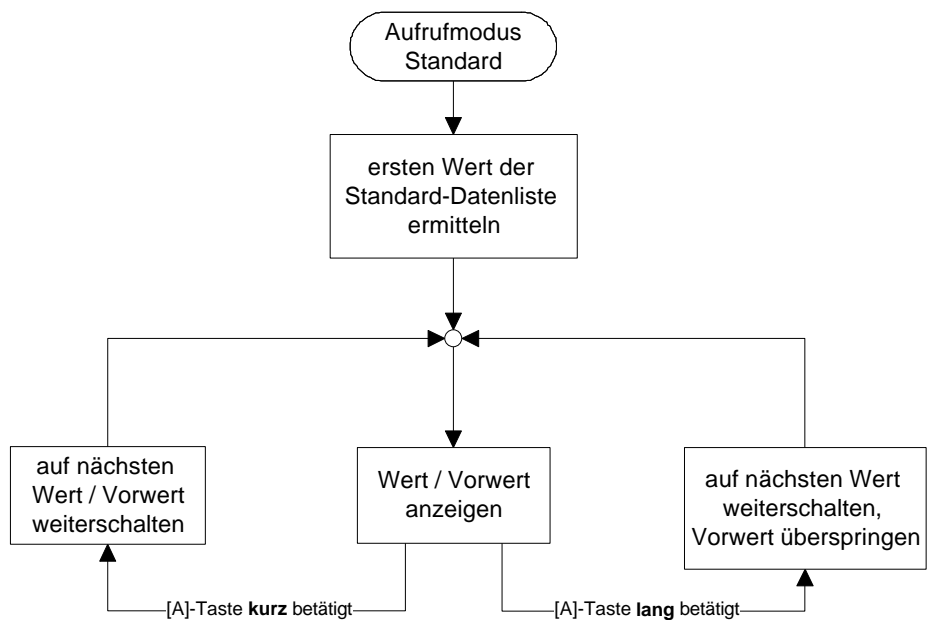 Aufrufmodus
Standard
ersten Wert der
Standard-Datenliste
ermitteln
auf nächsten
Wert / Vorwert
weiterschalten
Wert / Vorwert
anzeigen
auf nächsten Wert
weiterschalten,
Vorwert überspringen
[A]-Taste kurz betätigt
[A]-Taste lang betätigt